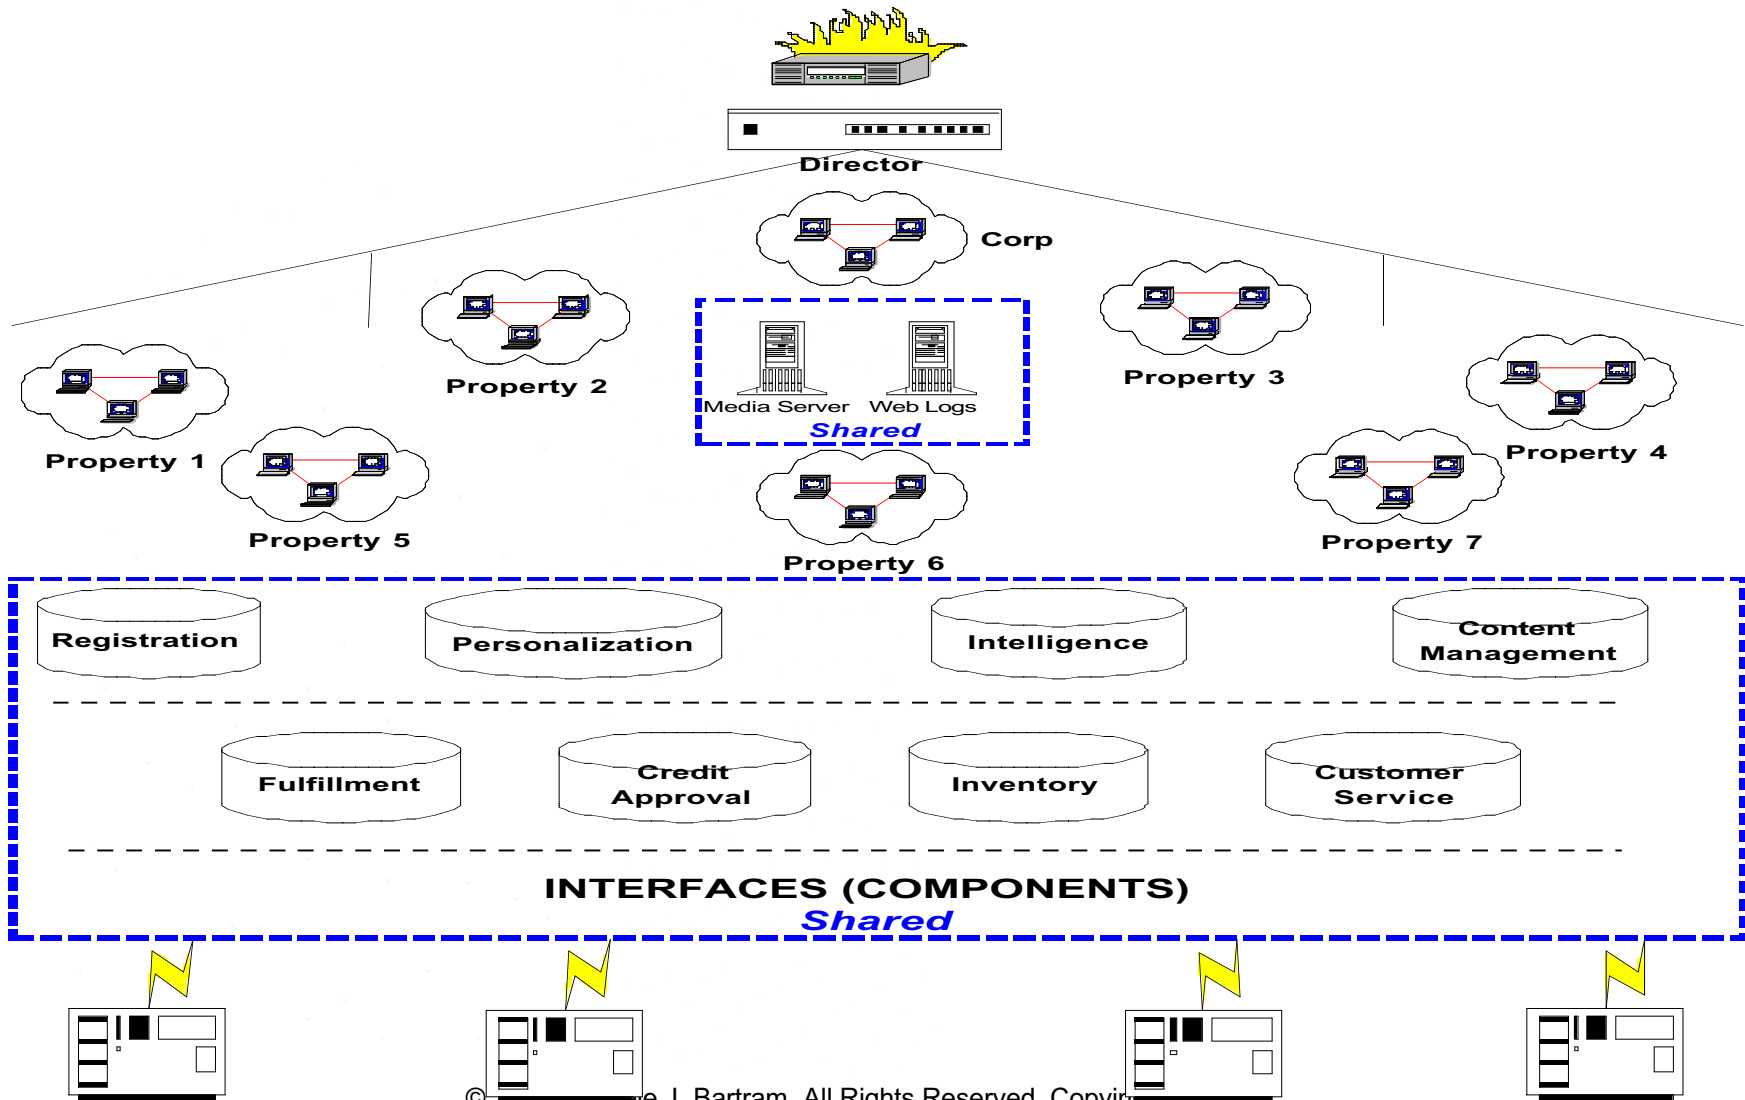 Director
Corp
Property 2
Property 3
Media Server Web Logs
Shared
Property 1
Property 4
Property 5
Property 6
Property 7
Registration
Personalization
Intelligence
Content
Management
Fulfillment
Credit
Approval
Inventory
Customer
Service
INTERFACES (COMPONENTS)
Shared
© J. Bartram. All Rights Reserved.